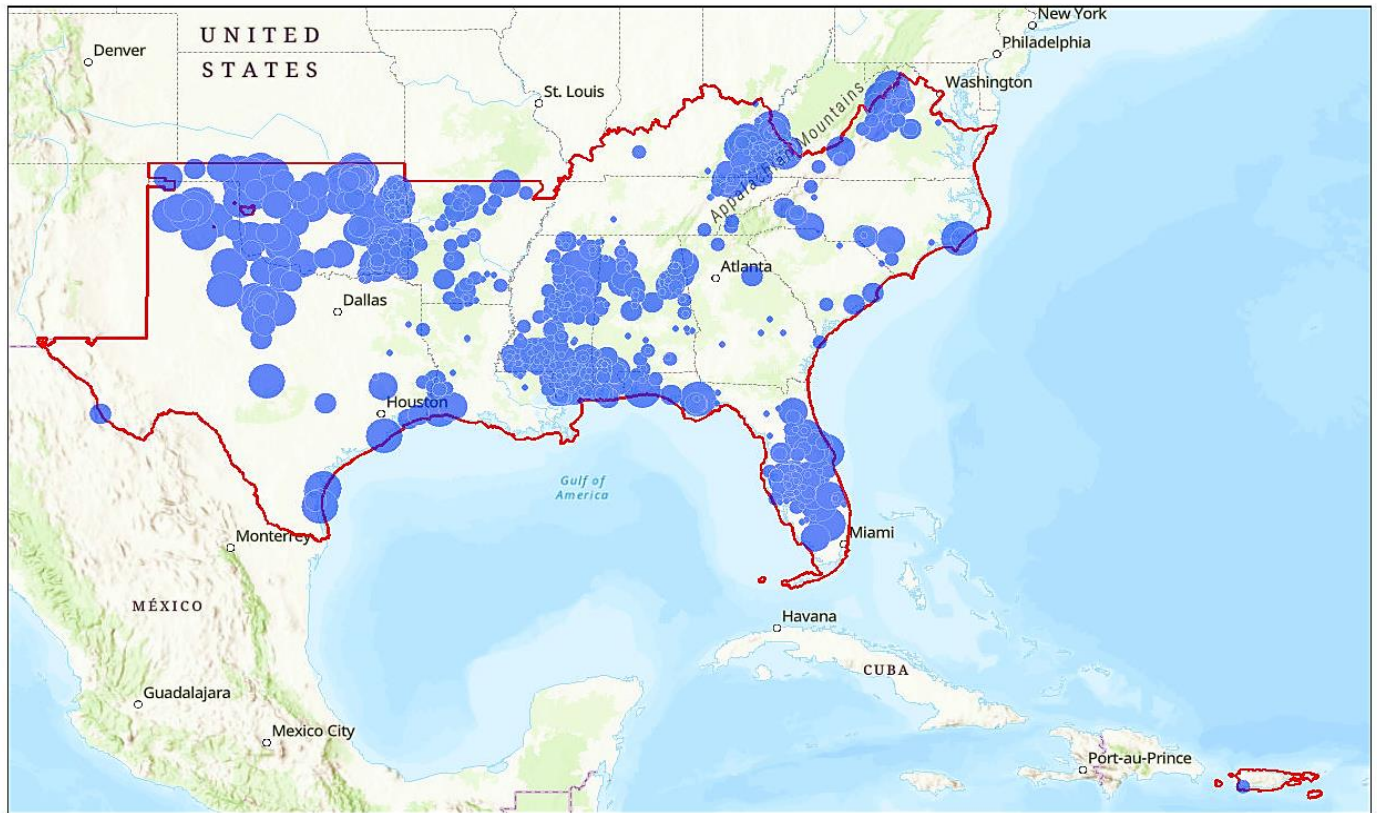 New York
UNITED
STATES
Denver
Philadelphia
Washington
St. Louis
Appalachian Mountains
Atlanta
Dallas
Houston
Gulf of
America
Monterrey
Miami
MÉXICO
Havana
CUBA
Guadalajara
Mexico City
Port-au-Prince